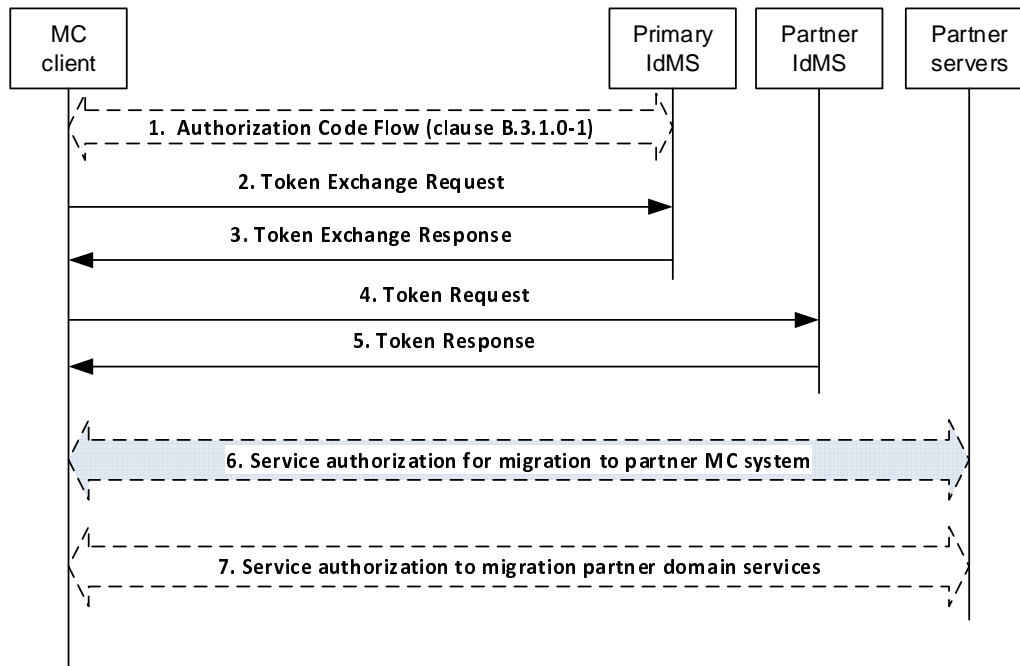 MC
client
Primary
IdMS
Partner
IdMS
Partner
servers
1. Authorization Code Flow (clause B.3.1.0-1)
2. Token Exchange Request
3. Token Exchange Response
4. Token Request
5. Token Response
6. Service authorization for migration to partner MC system
7. Service authorization to migration partner domain services